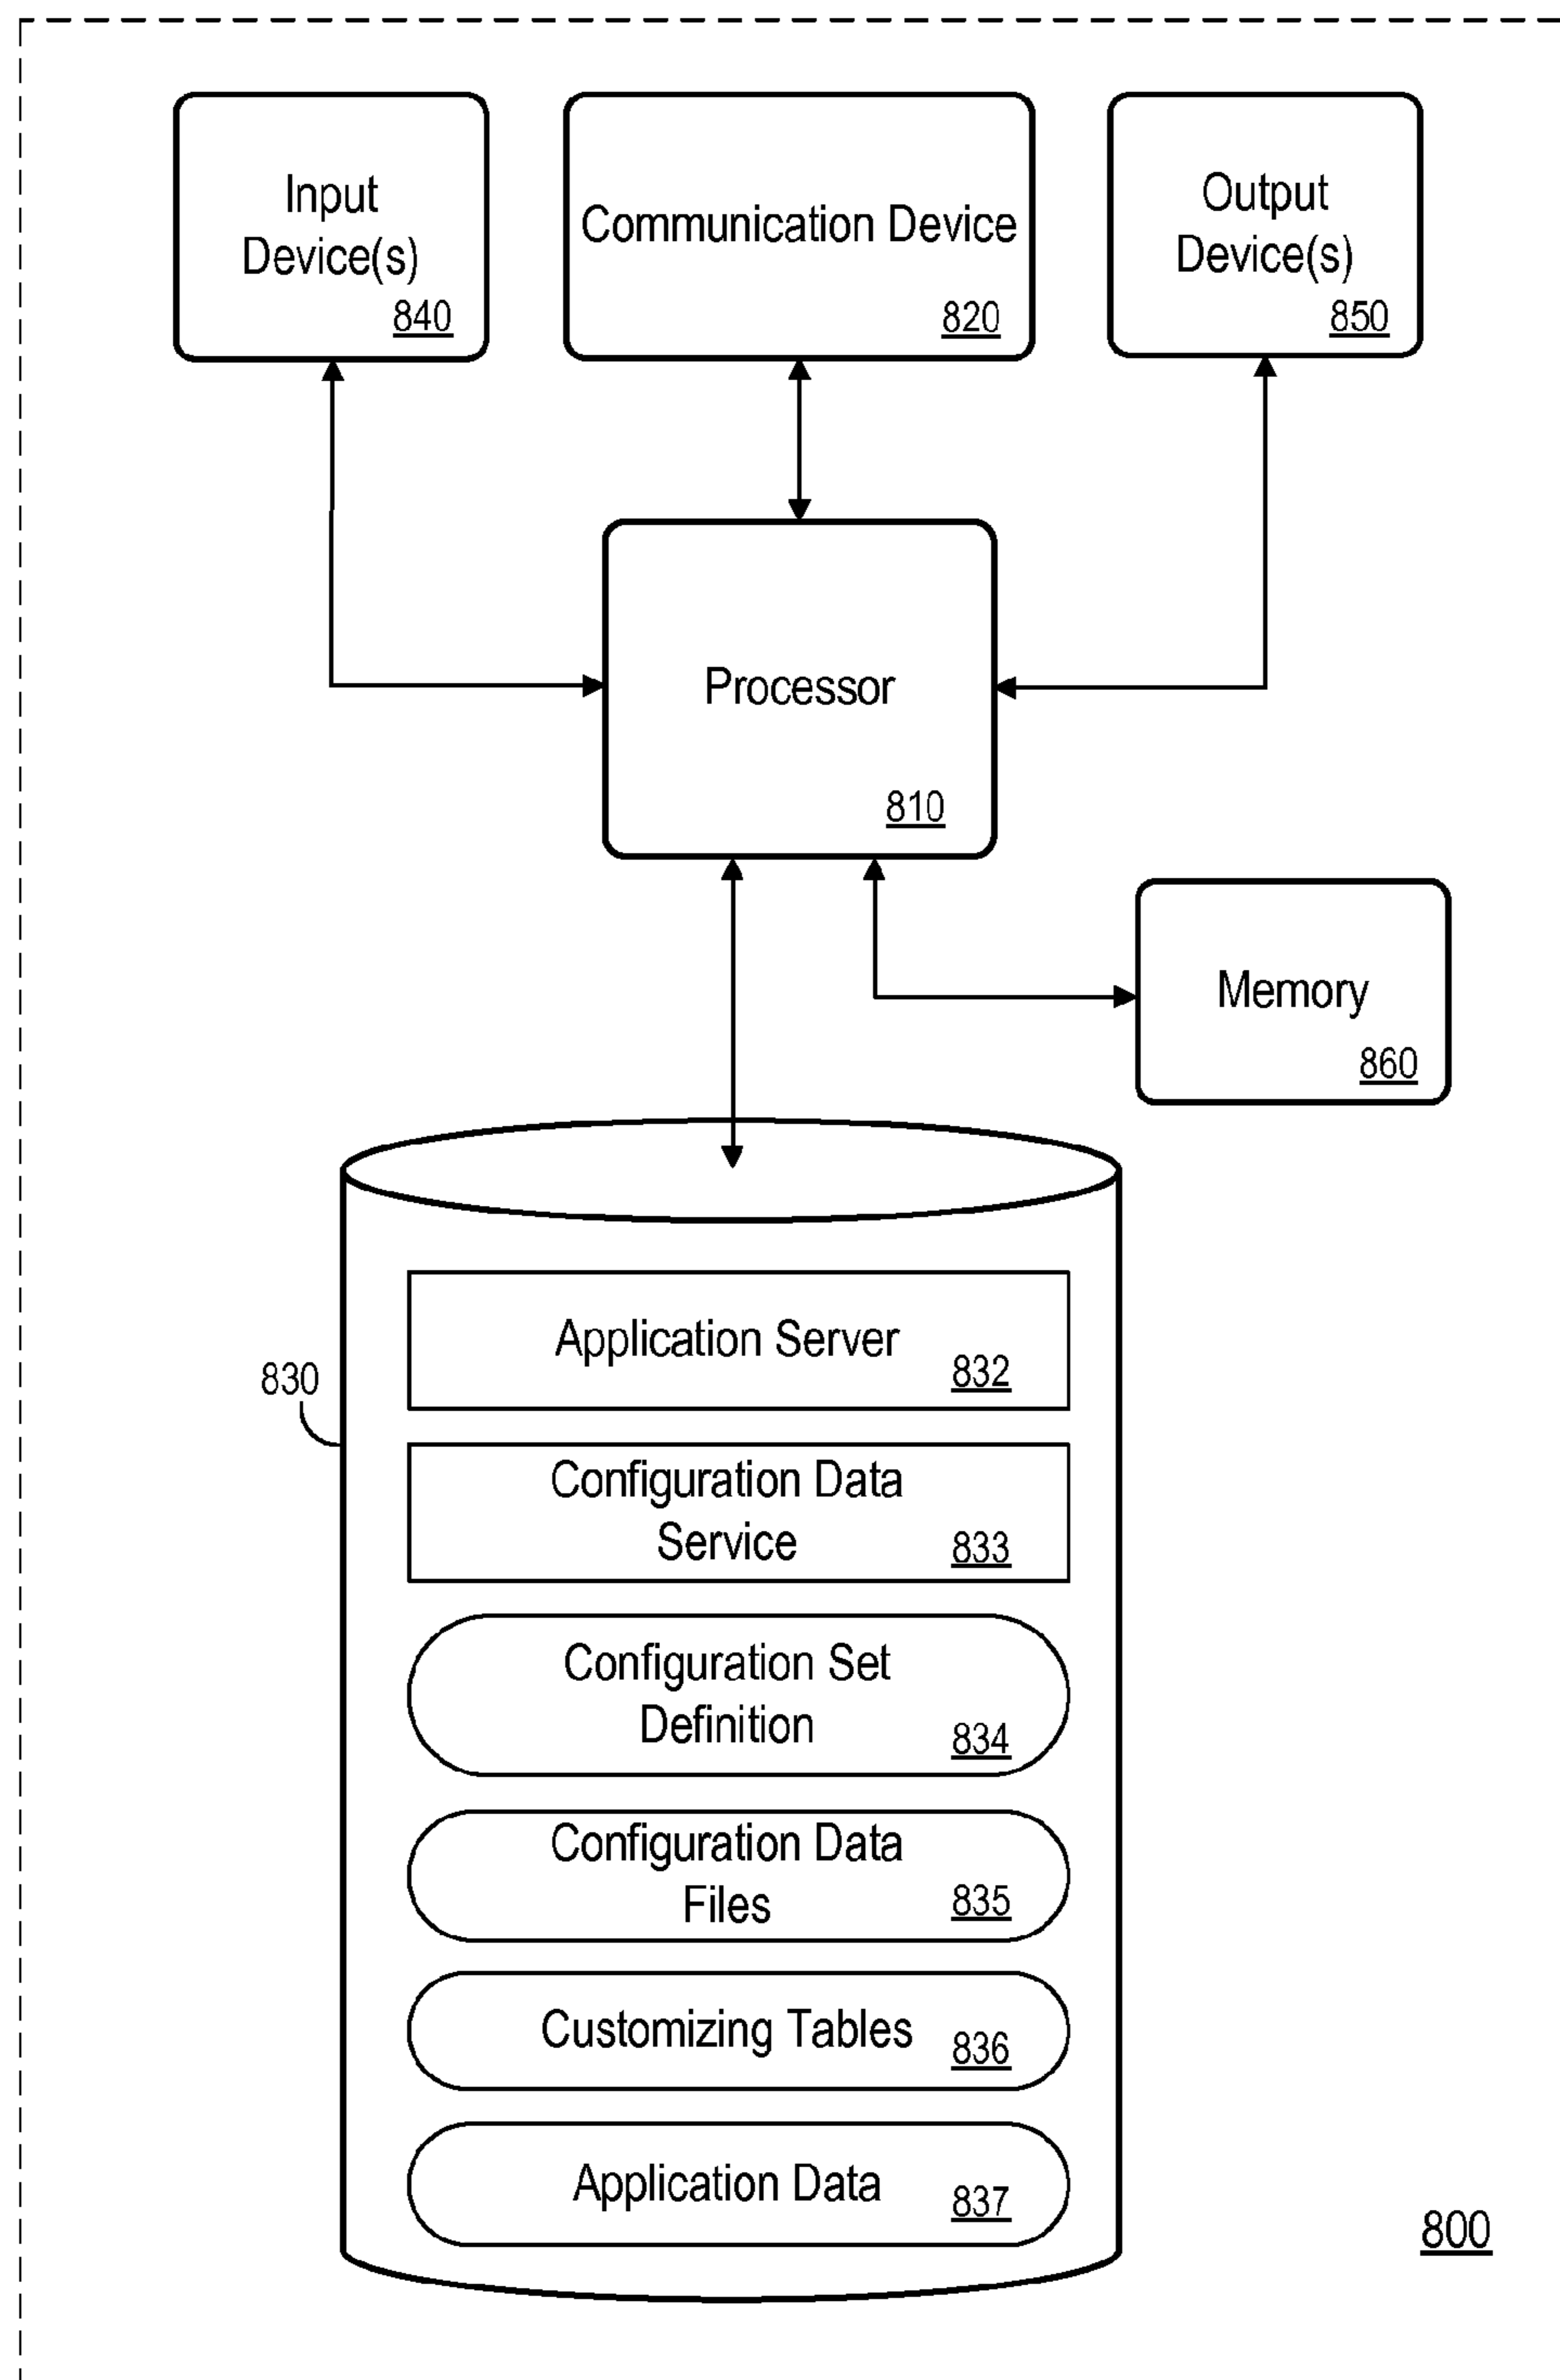 Input
Device(s)
840
Communication Device
820
Output
Device(s)
850
Processor
810
Memory
860
830
Application Server
832
Configuration Data
Service
833
Configuration Set
Definition
834
Configuration Data
Files
835
Customizing Tables
836
Application Data
837
800